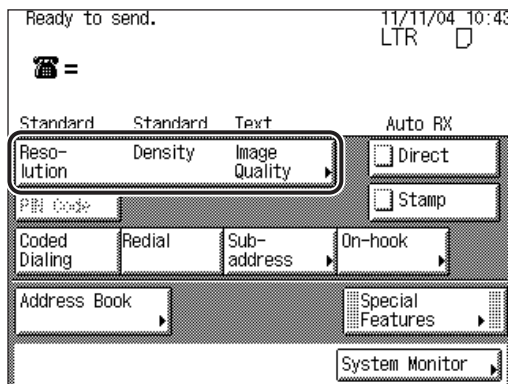 Ready to send. 11/11/04 10:43
LTR
=
Standard Standard Text Auto RX
Reso- Density Image Direct
lution Quality
PIN Code Stamp
Coded Redial Sub- On-hook
Dialing address
Address Book Special
Features
System Monitor